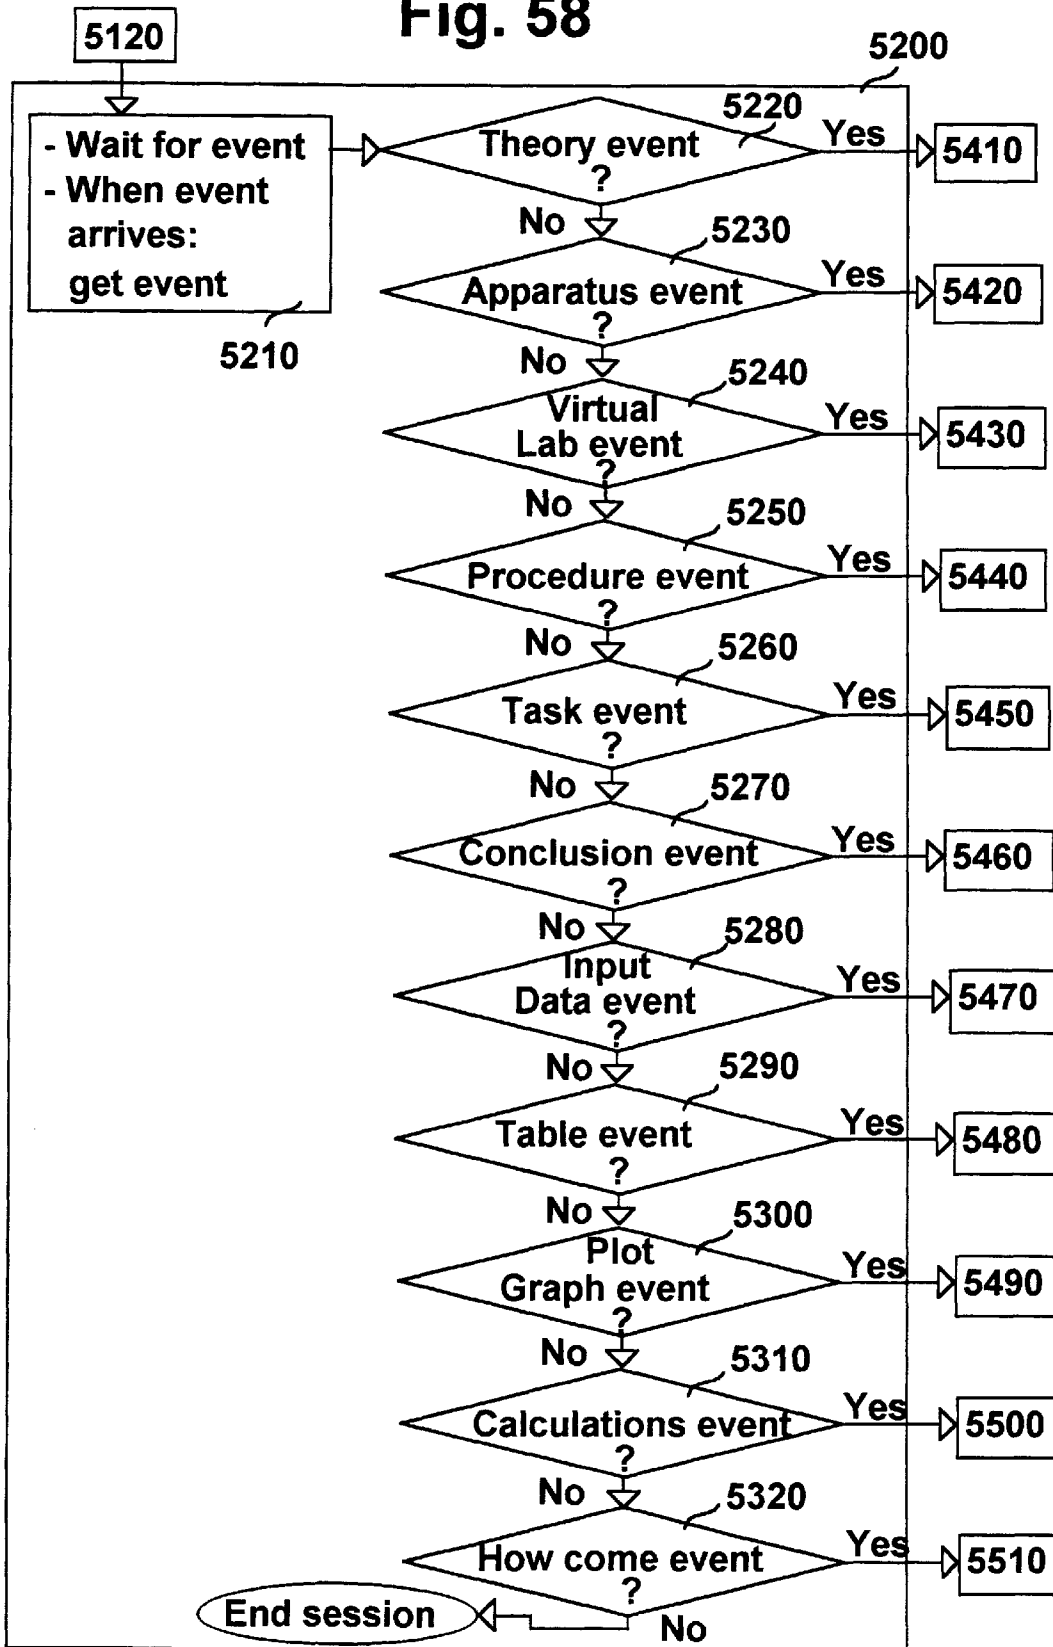 Fig. 58
5120
5200
- Wait for event
- When event
arrives:
get event
5210
Theory event
?
5220
Yes
5410
No
5230
Apparatus event
?
Yes
5420
No
5240
Virtual
Lab event
?
Yes
5430
No
5250
Procedure event
?
Yes
5440
No
5260
Task event
?
Yes
5450
No
5270
Conclusion event
?
Yes
5460
No
5280
Input
Data event
?
Yes
5470
No
5290
Table event
?
Yes
5480
No
5300
Plot
Graph event
?
Yes
5490
No
5310
Calculations event
?
Yes
5500
No
5320
How come event
?
Yes
5510
End session
No